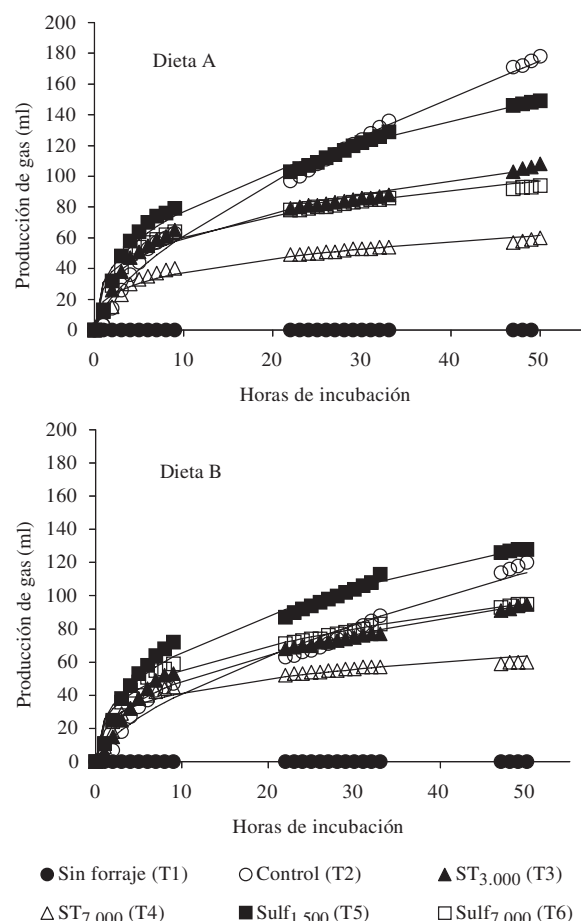 200
180
160
140
120
100
80
60
40
20
0
Producción de gas (ml)
Dieta A
0 10 20 30 40 50
Horas de incubación
200
180
160
140
120
100
80
60
40
20
0
Producción de gas (ml)
Dieta B
0 10 20 30 40 50
Horas de incubación
Sin forraje (T1) Control (T2) ST3.000 (T3)
ST7.000 (T4) Sulf1.500 (T5) Sulf7.000 (T6)